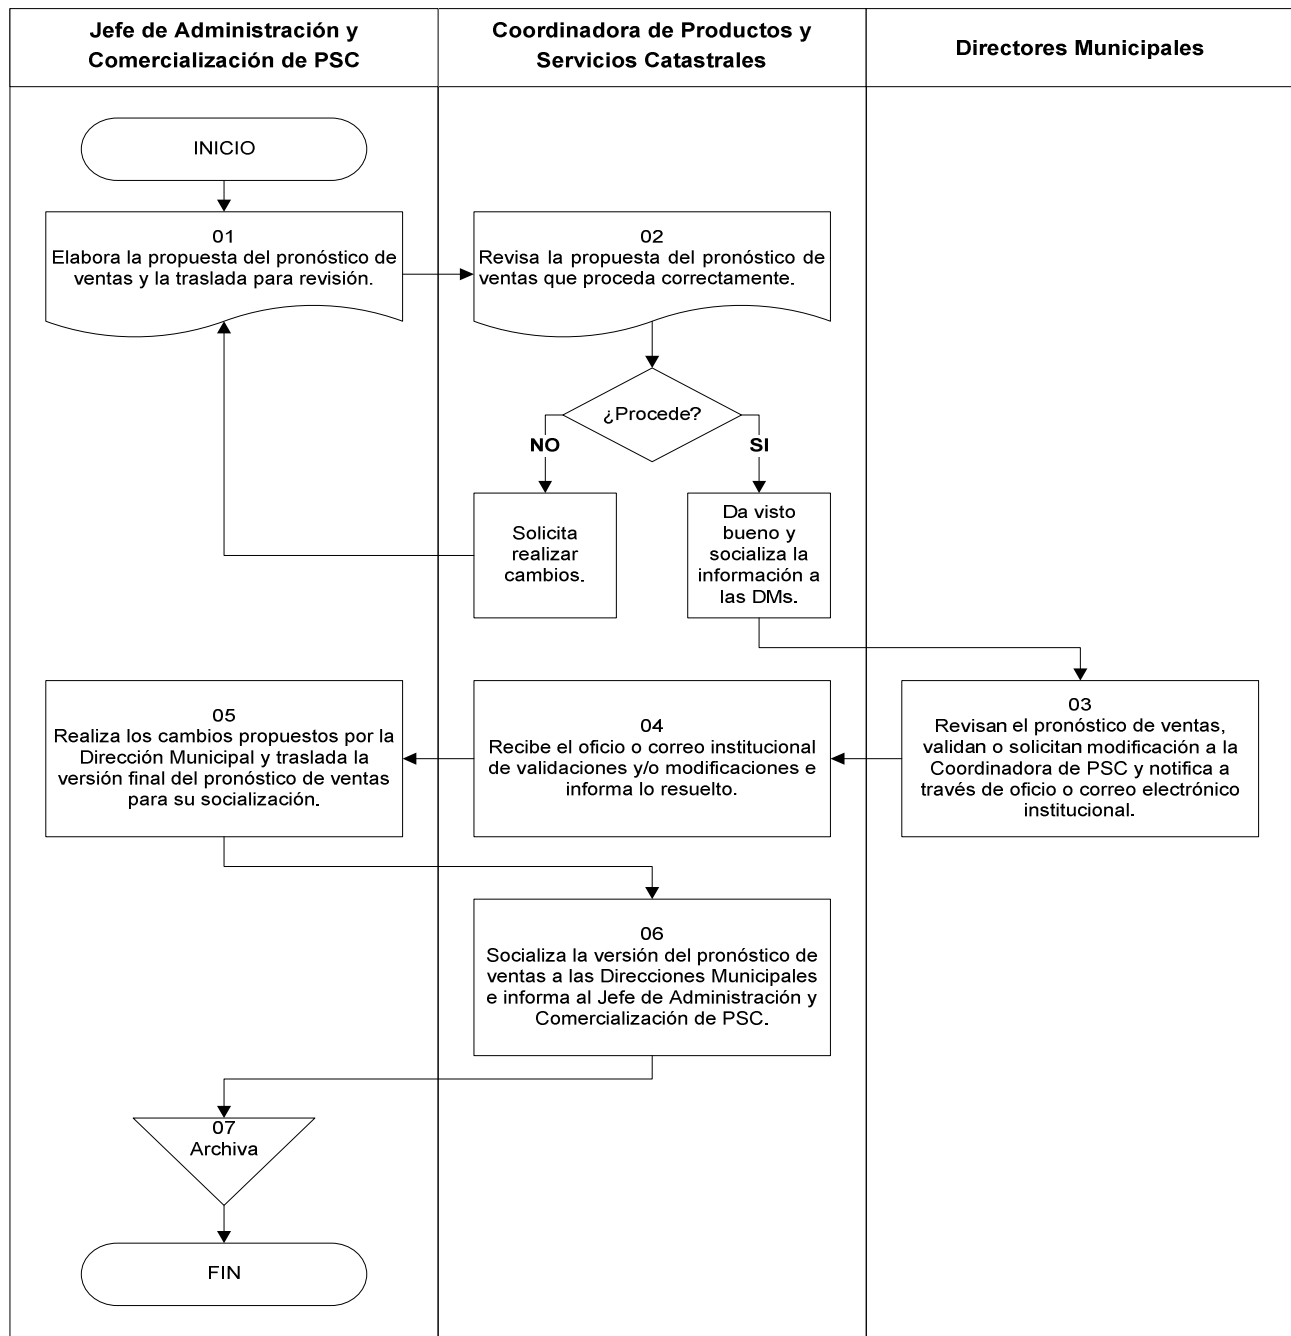 Jefe de Administración y
Comercialización de PSC
Coordinadora de Productos y
Servicios Catastrales
Directores Municipales
INICIO
01
Elabora la propuesta del pronóstico de
ventas y la traslada para revisión.
02
Revisa la propuesta del pronóstico de
ventas que proceda correctamente.
¿Procede?
NO
SI
Solicita
realizar
cambios.
Da visto
bueno y
socializa la
información a
las DMs.
03
Revisan el pronóstico de ventas,
validan o solicitan modificación a la
Coordinadora de PSC y notifica a
través de oficio o correo electrónico
institucional.
04
Recibe el oficio o correo institucional
de validaciones y/o modificaciones e
informa lo resuelto.
05
Realiza los cambios propuestos por la
Dirección Municipal y traslada la
versión final del pronóstico de ventas
para su socialización.
06
Socializa la versión del pronóstico de
ventas a las Direcciones Municipales
e informa al Jefe de Administración y
Comercialización de PSC.
07
Archiva
FIN